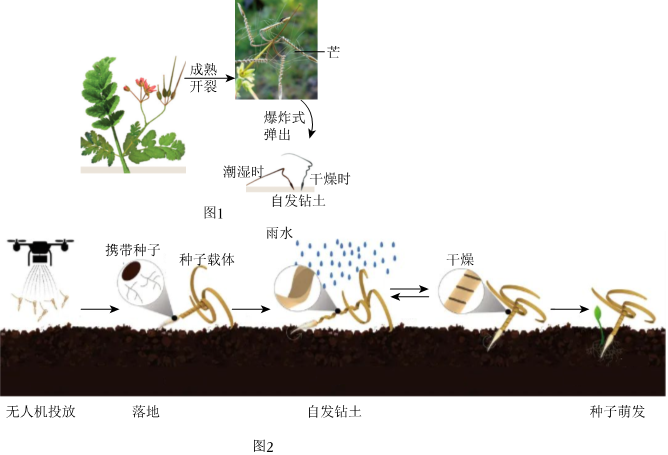 成熟
开裂
芒
爆炸式
弹出
潮湿时
干燥时
自发钻土
图1
雨水
携带种子
种子载体
干燥
无人机投放
落地
自发钻土
种子萌发
图2